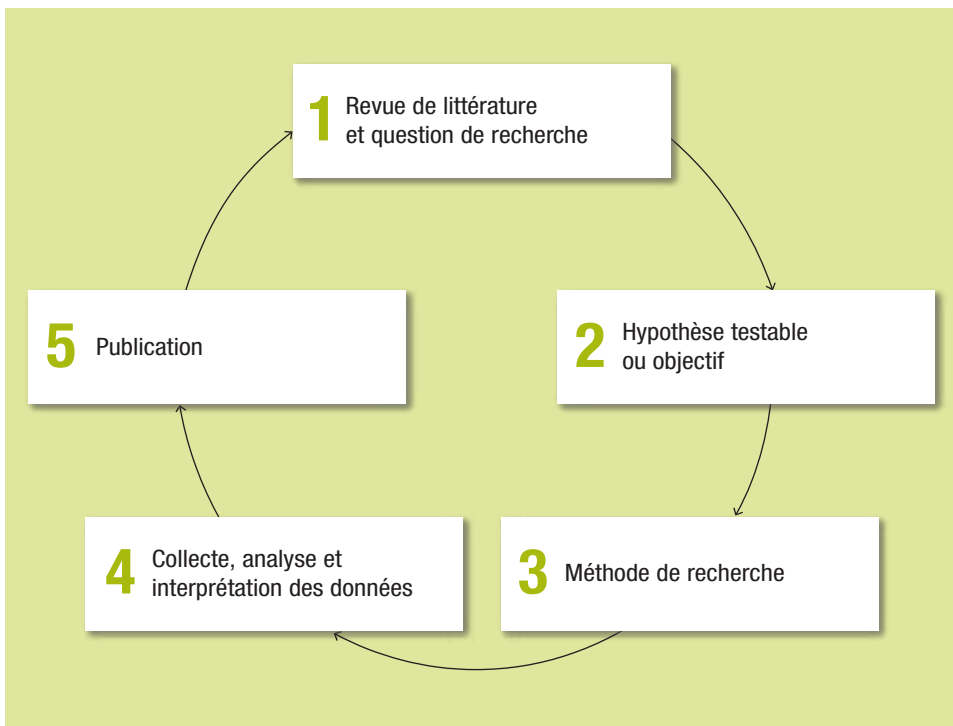 1 Revue de littérature
et question de recherche
2 Hypothèse testable
ou objectif
3 Méthode de recherche
4 Collecte, analyse et
interprétation des données
5 Publication